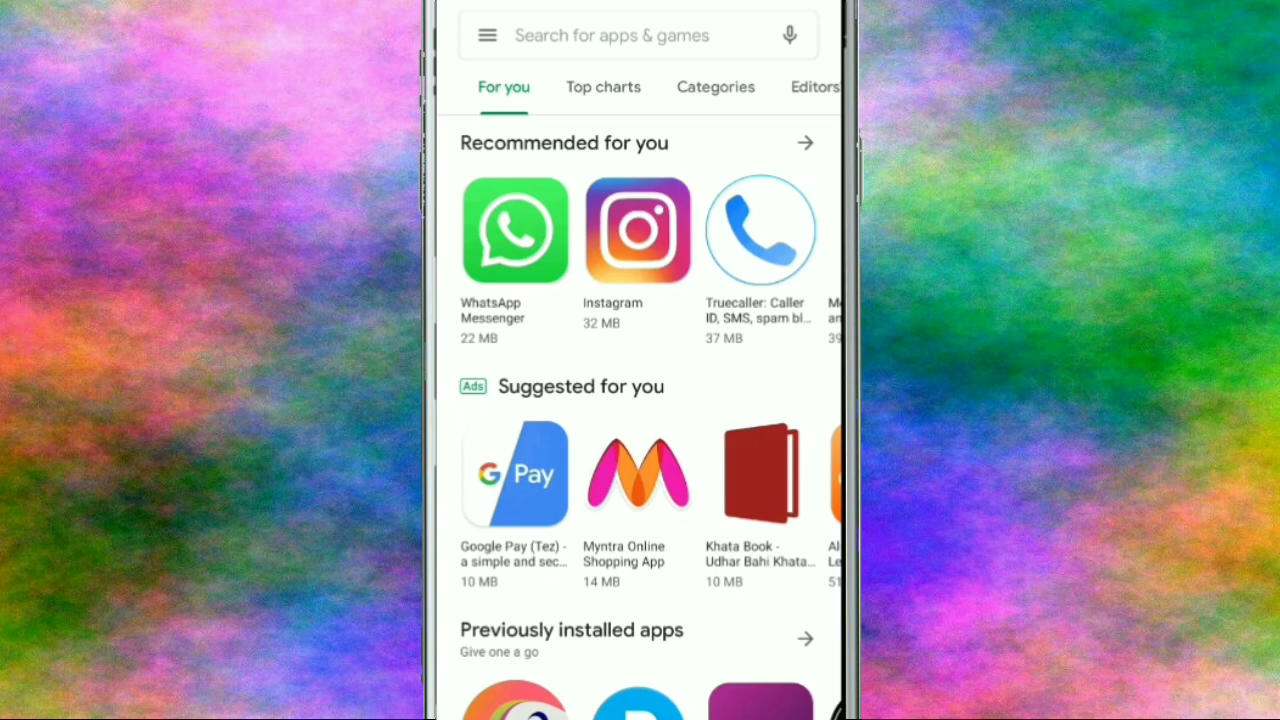 Search for apps & games
For you Top charts Categories Editors
Recommended for you
WhatsApp
Messenger
22 MB
Instagram
32 MB
Truecaller: Caller
ID, SMS, spam bl...
37 MB
Ads Suggested for you
G Pay
Google Pay (Tez) -
a simple and sec...
10 MB
Myntra Online
Shopping App
14 MB
Khata Book -
Udhar Bahi Khata...
10 MB
Previously installed apps
Give one a go